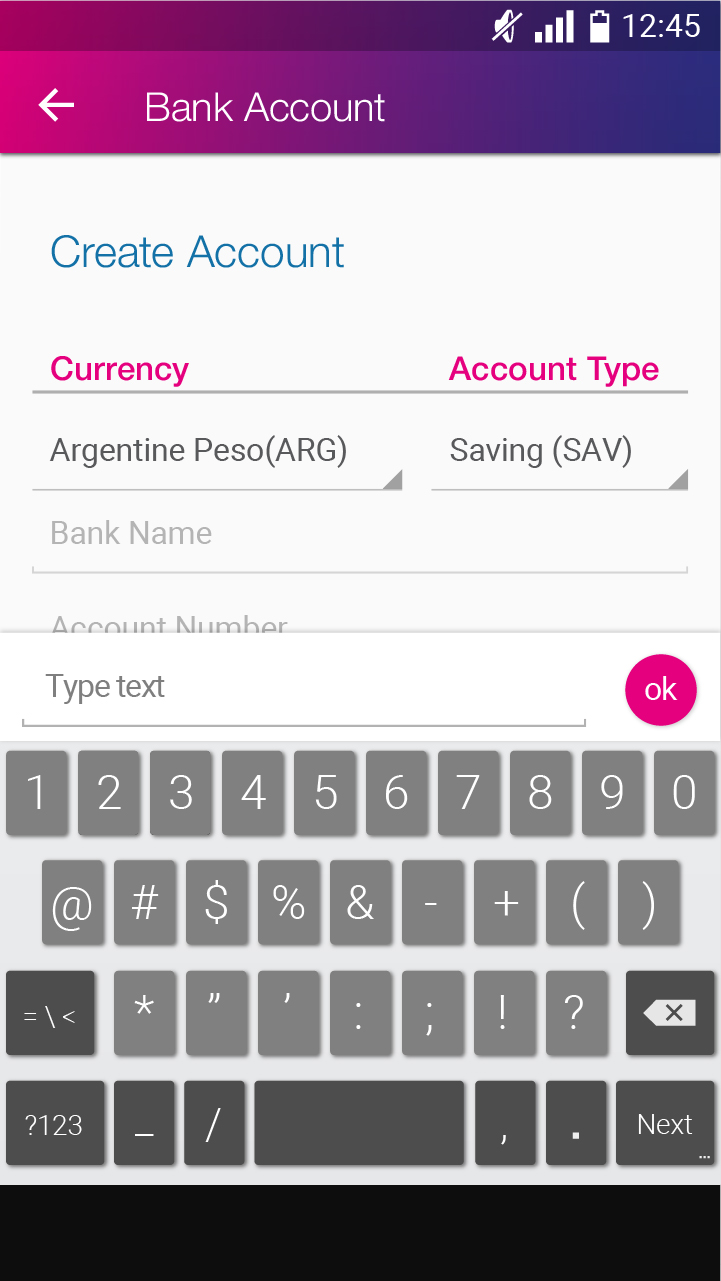 12:45
Bank Account
Create Account
Currency Account Type
Argentine Peso(ARG) Saving (SAV)
Bank Name
Account Number
Type text ok
1 2 3 4 5 6 7 8 9 0
@ # $ % & - + ( )
= \ < * ” ’ : ; ! ?
?123 _ / , . Next ...